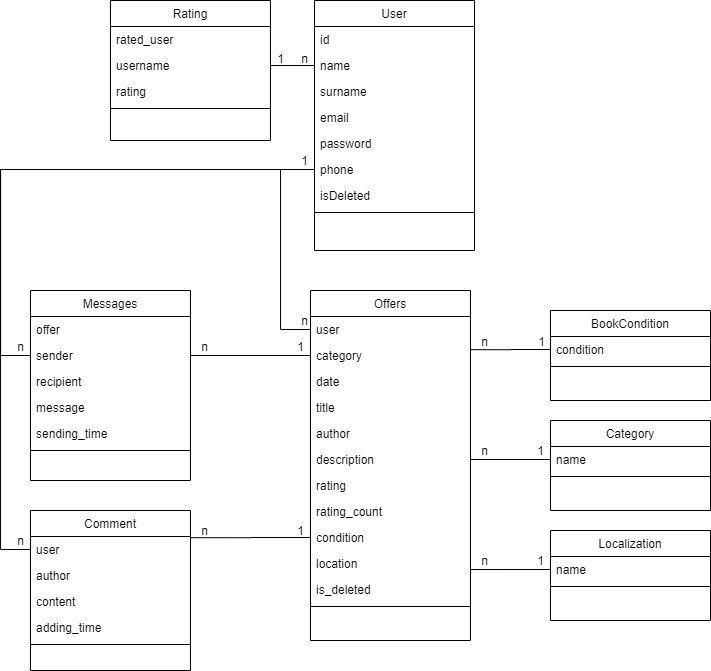 Rating
rated_user
username
rating
1
n
User
id
name
surname
email
password
phone
isDeleted
1
n
n
n
Messages
offer
sender
recipient
message
sending_time
n
1
Comment
user
author
content
adding_time
n
1
Offers
user
category
date
title
author
description
rating
rating_count
condition
location
is_deleted
n
1
BookCondition
condition
n
1
Category
name
n
1
Localization
name